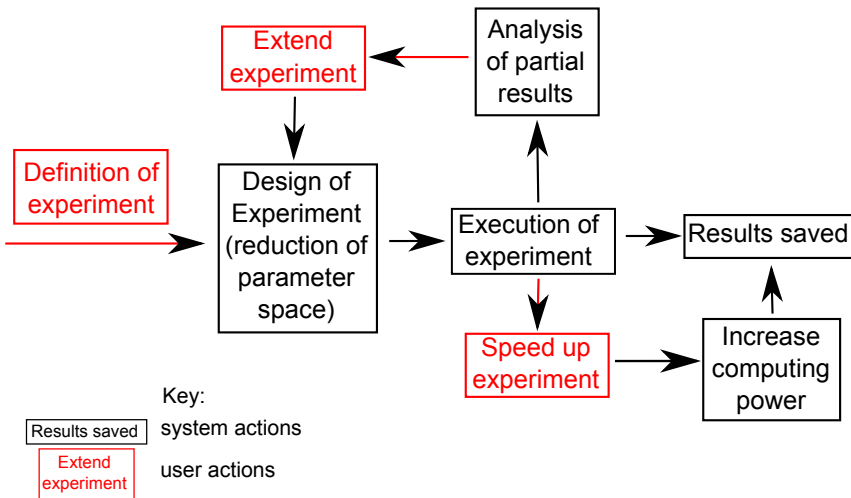 Extend
experiment
Analysis
of partial
results
Definition of
experiment
Design of
Experiment
(reduction of
parameter
space)
Execution of
experiment
Results saved
Speed up
experiment
Increase
computing
power
Key:
Results saved
system actions
Extend
experiment
user actions